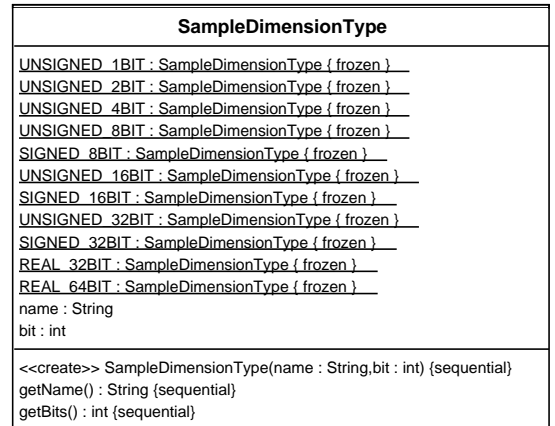 SampleDimensionType
UNSIGNED_1BIT : SampleDimensionType { frozen }
UNSIGNED_2BIT : SampleDimensionType { frozen }
UNSIGNED_4BIT : SampleDimensionType { frozen }
UNSIGNED_8BIT : SampleDimensionType { frozen }
SIGNED_8BIT : SampleDimensionType { frozen }
UNSIGNED_16BIT : SampleDimensionType { frozen }
SIGNED_16BIT : SampleDimensionType { frozen }
UNSIGNED_32BIT : SampleDimensionType { frozen }
SIGNED_32BIT : SampleDimensionType { frozen }
REAL_32BIT : SampleDimensionType { frozen }
REAL_64BIT : SampleDimensionType { frozen }
name : String
bit : int
<<create>> SampleDimensionType(name : String,bit : int) {sequential}
getName() : String {sequential}
getBits() : int {sequential}